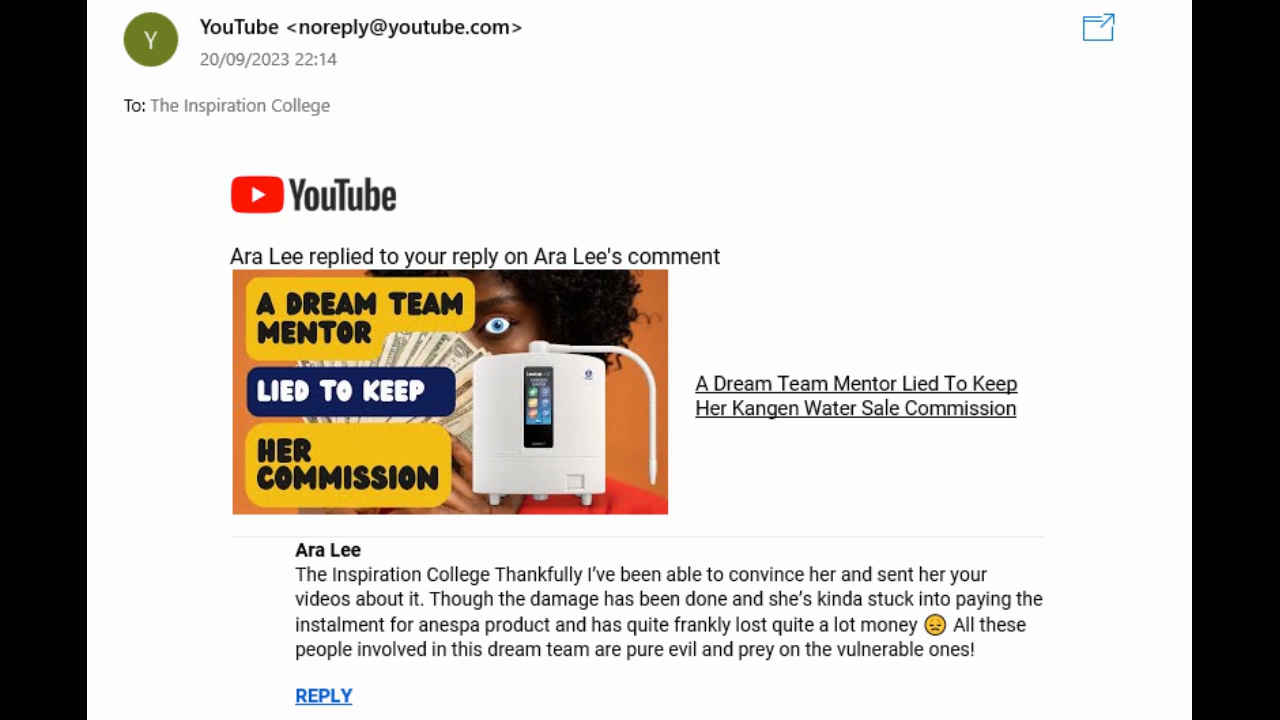 Y
YouTube <noreply@youtube.com>
20/09/2023 22:14
To: The Inspiration College
YouTube
Ara Lee replied to your reply on Ara Lee's comment
A DREAM TEAM
MENTOR
LIED TO KEEP
HER
COMMISSION
A Dream Team Mentor Lied To Keep
Her Kangen Water Sale Commission
Ara Lee
The Inspiration College Thankfully I’ve been able to convince her and sent her your
videos about it. Though the damage has been done and she’s kinda stuck into paying the
instalment for anespa product and has quite frankly lost quite a lot money 😞 All these
people involved in this dream team are pure evil and prey on the vulnerable ones!
REPLY